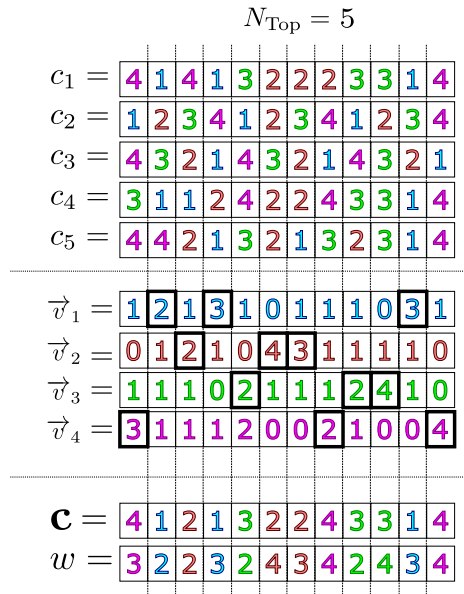 N_Top = 5
c_1 = 4 1 4 1 3 2 2 2 3 3 1 4
c_2 = 1 2 3 4 1 2 3 4 1 2 3 4
c_3 = 4 3 2 1 4 3 2 1 4 3 2 1
c_4 = 3 1 1 2 4 2 2 4 3 3 1 4
c_5 = 4 4 2 1 3 2 1 3 2 3 1 4
v⃗_1 = 1 2 1 3 1 0 1 1 1 0 3 1
v⃗_2 = 0 1 2 1 0 4 3 1 1 1 1 0
v⃗_3 = 1 1 1 0 2 1 1 1 2 4 1 0
v⃗_4 = 3 1 1 1 2 0 0 2 1 0 0 4
c = 4 1 2 1 3 2 2 4 3 3 1 4
w = 3 2 2 3 2 4 3 4 2 4 3 4